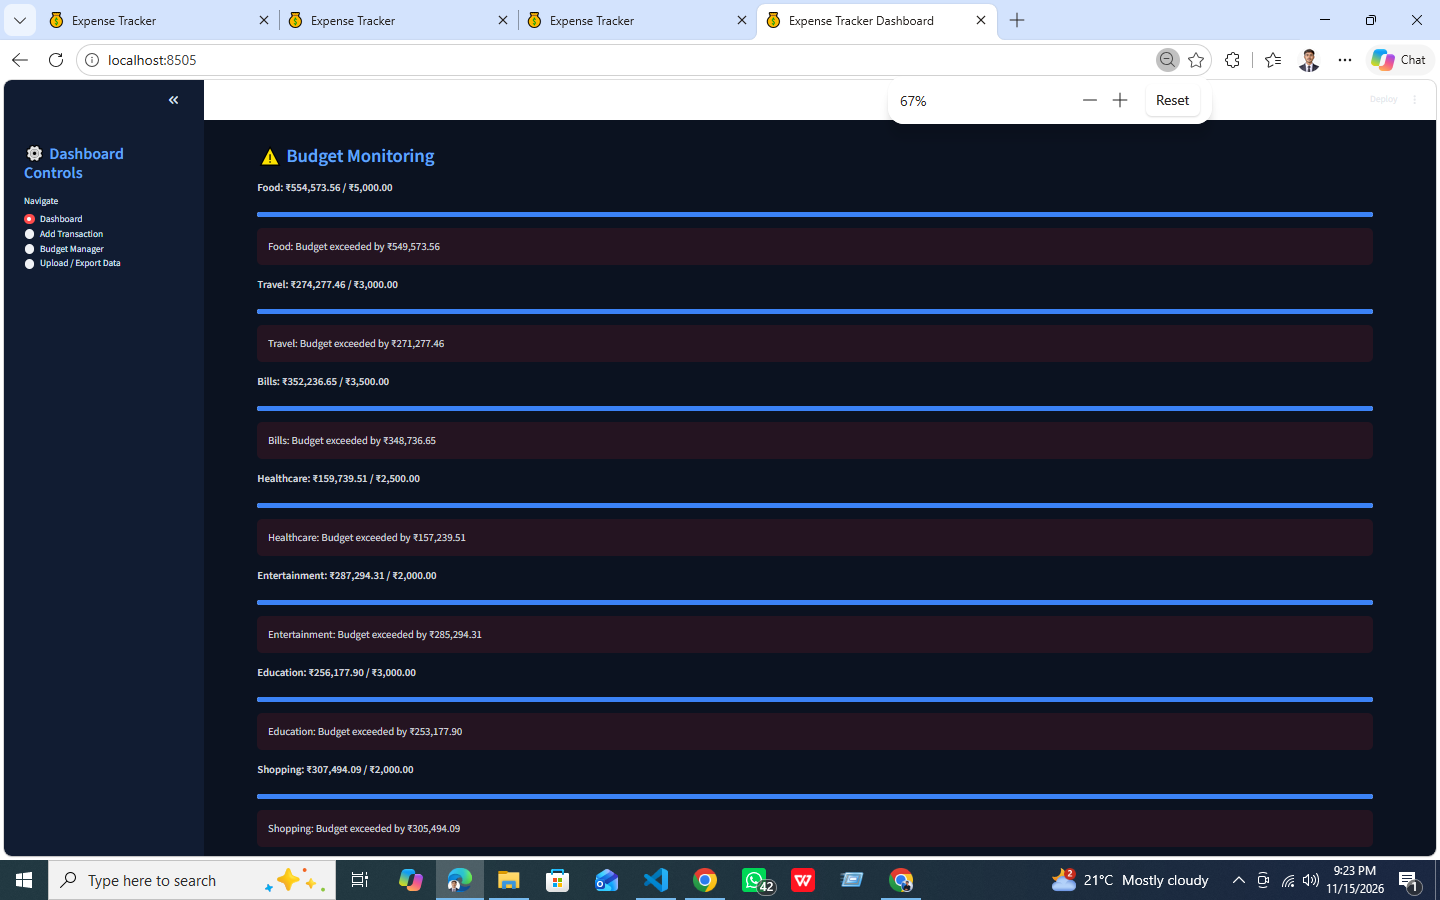 Expense Tracker
Expense Tracker
Expense Tracker
Expense Tracker Dashboard
localhost:8505
Chat
67%
Reset
Deploy
Dashboard
Controls
Navigate
Dashboard
Add Transaction
Budget Manager
Upload / Export Data
Budget Monitoring
Food: ₹554,573.56 / ₹5,000.00
Food: Budget exceeded by ₹549,573.56
Travel: ₹274,277.46 / ₹3,000.00
Travel: Budget exceeded by ₹271,277.46
Bills: ₹352,236.65 / ₹3,500.00
Bills: Budget exceeded by ₹348,736.65
Healthcare: ₹159,739.51 / ₹2,500.00
Healthcare: Budget exceeded by ₹157,239.51
Entertainment: ₹287,294.31 / ₹2,000.00
Entertainment: Budget exceeded by ₹285,294.31
Education: ₹256,177.90 / ₹3,000.00
Education: Budget exceeded by ₹253,177.90
Shopping: ₹307,494.09 / ₹2,000.00
Shopping: Budget exceeded by ₹305,494.09
Type here to search
42
2
21°C Mostly cloudy
9:23 PM
11/15/2026
1